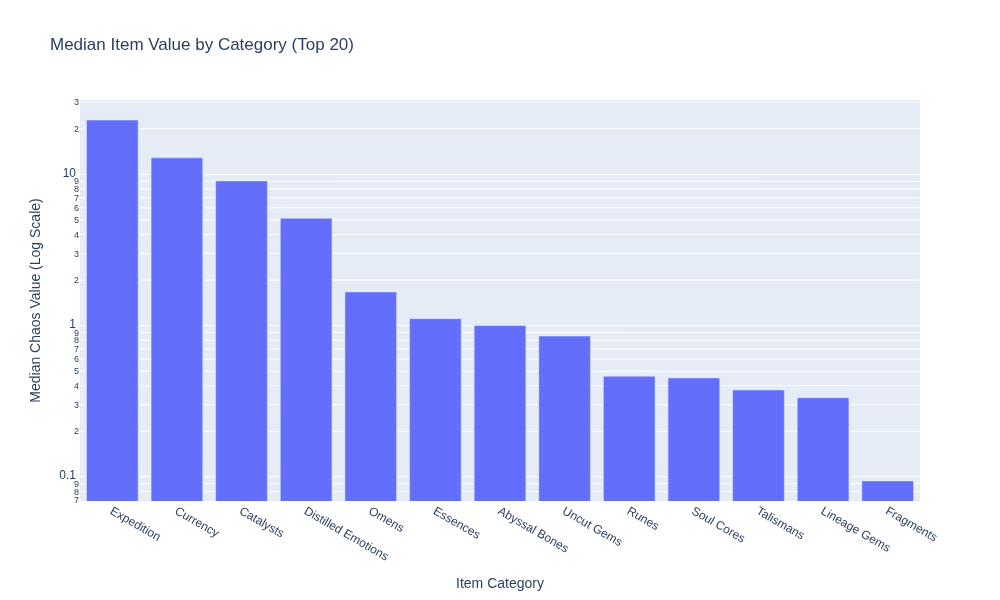 Median Item Value by Category (Top 20)
Median Chaos Value (Log Scale)
3
2
10
9
8
7
6
5
4
3
2
1
9
8
7
6
5
4
3
2
0.1
9
8
7
Expedition
Currency
Catalysts
Distilled Emotions
Omens
Essences
Abyssal Bones
Uncut Gems
Runes
Soul Cores
Talismans
Lineage Gems
Fragments
Item Category